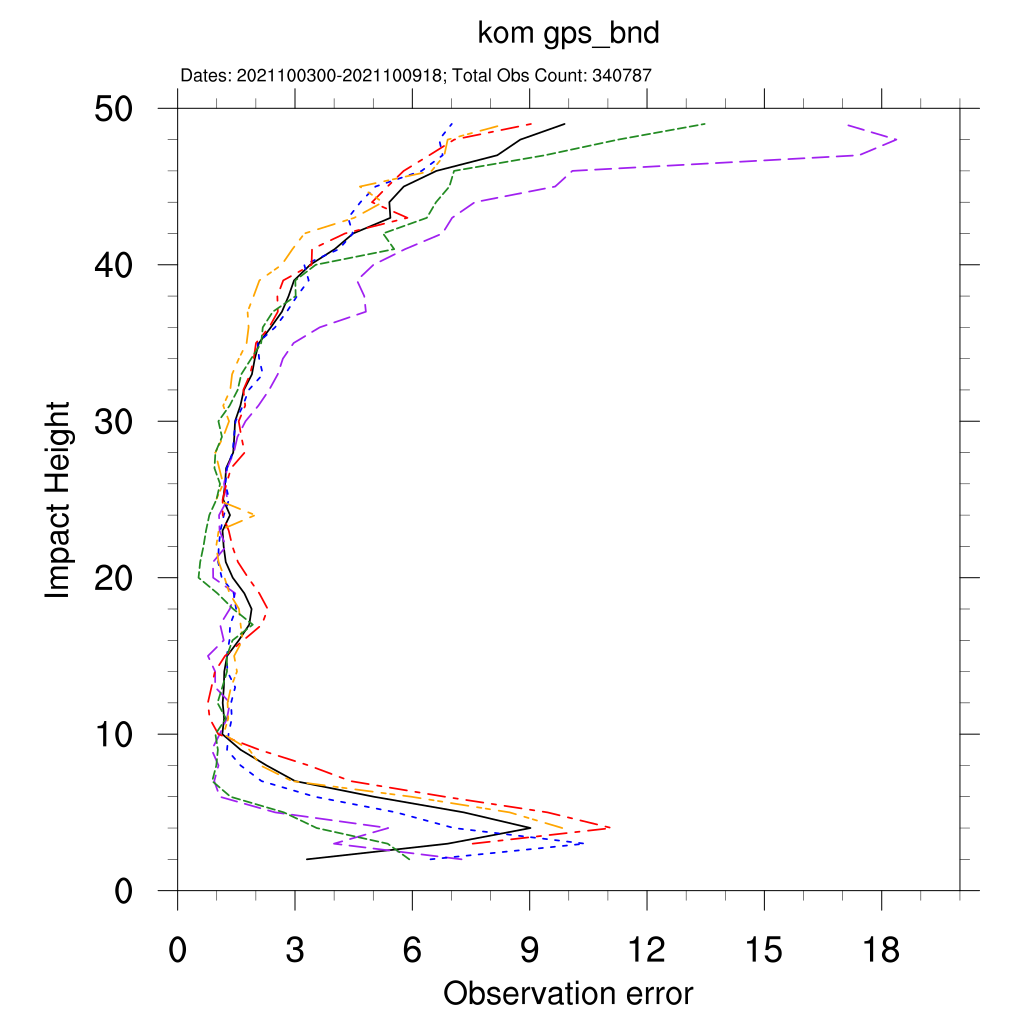 kom gps_bnd
Dates: 2021100300-2021100918; Total Obs Count: 340787
50
40
30
20
10
0
Impact Height
0 3 6 9 12 15 18
Observation error